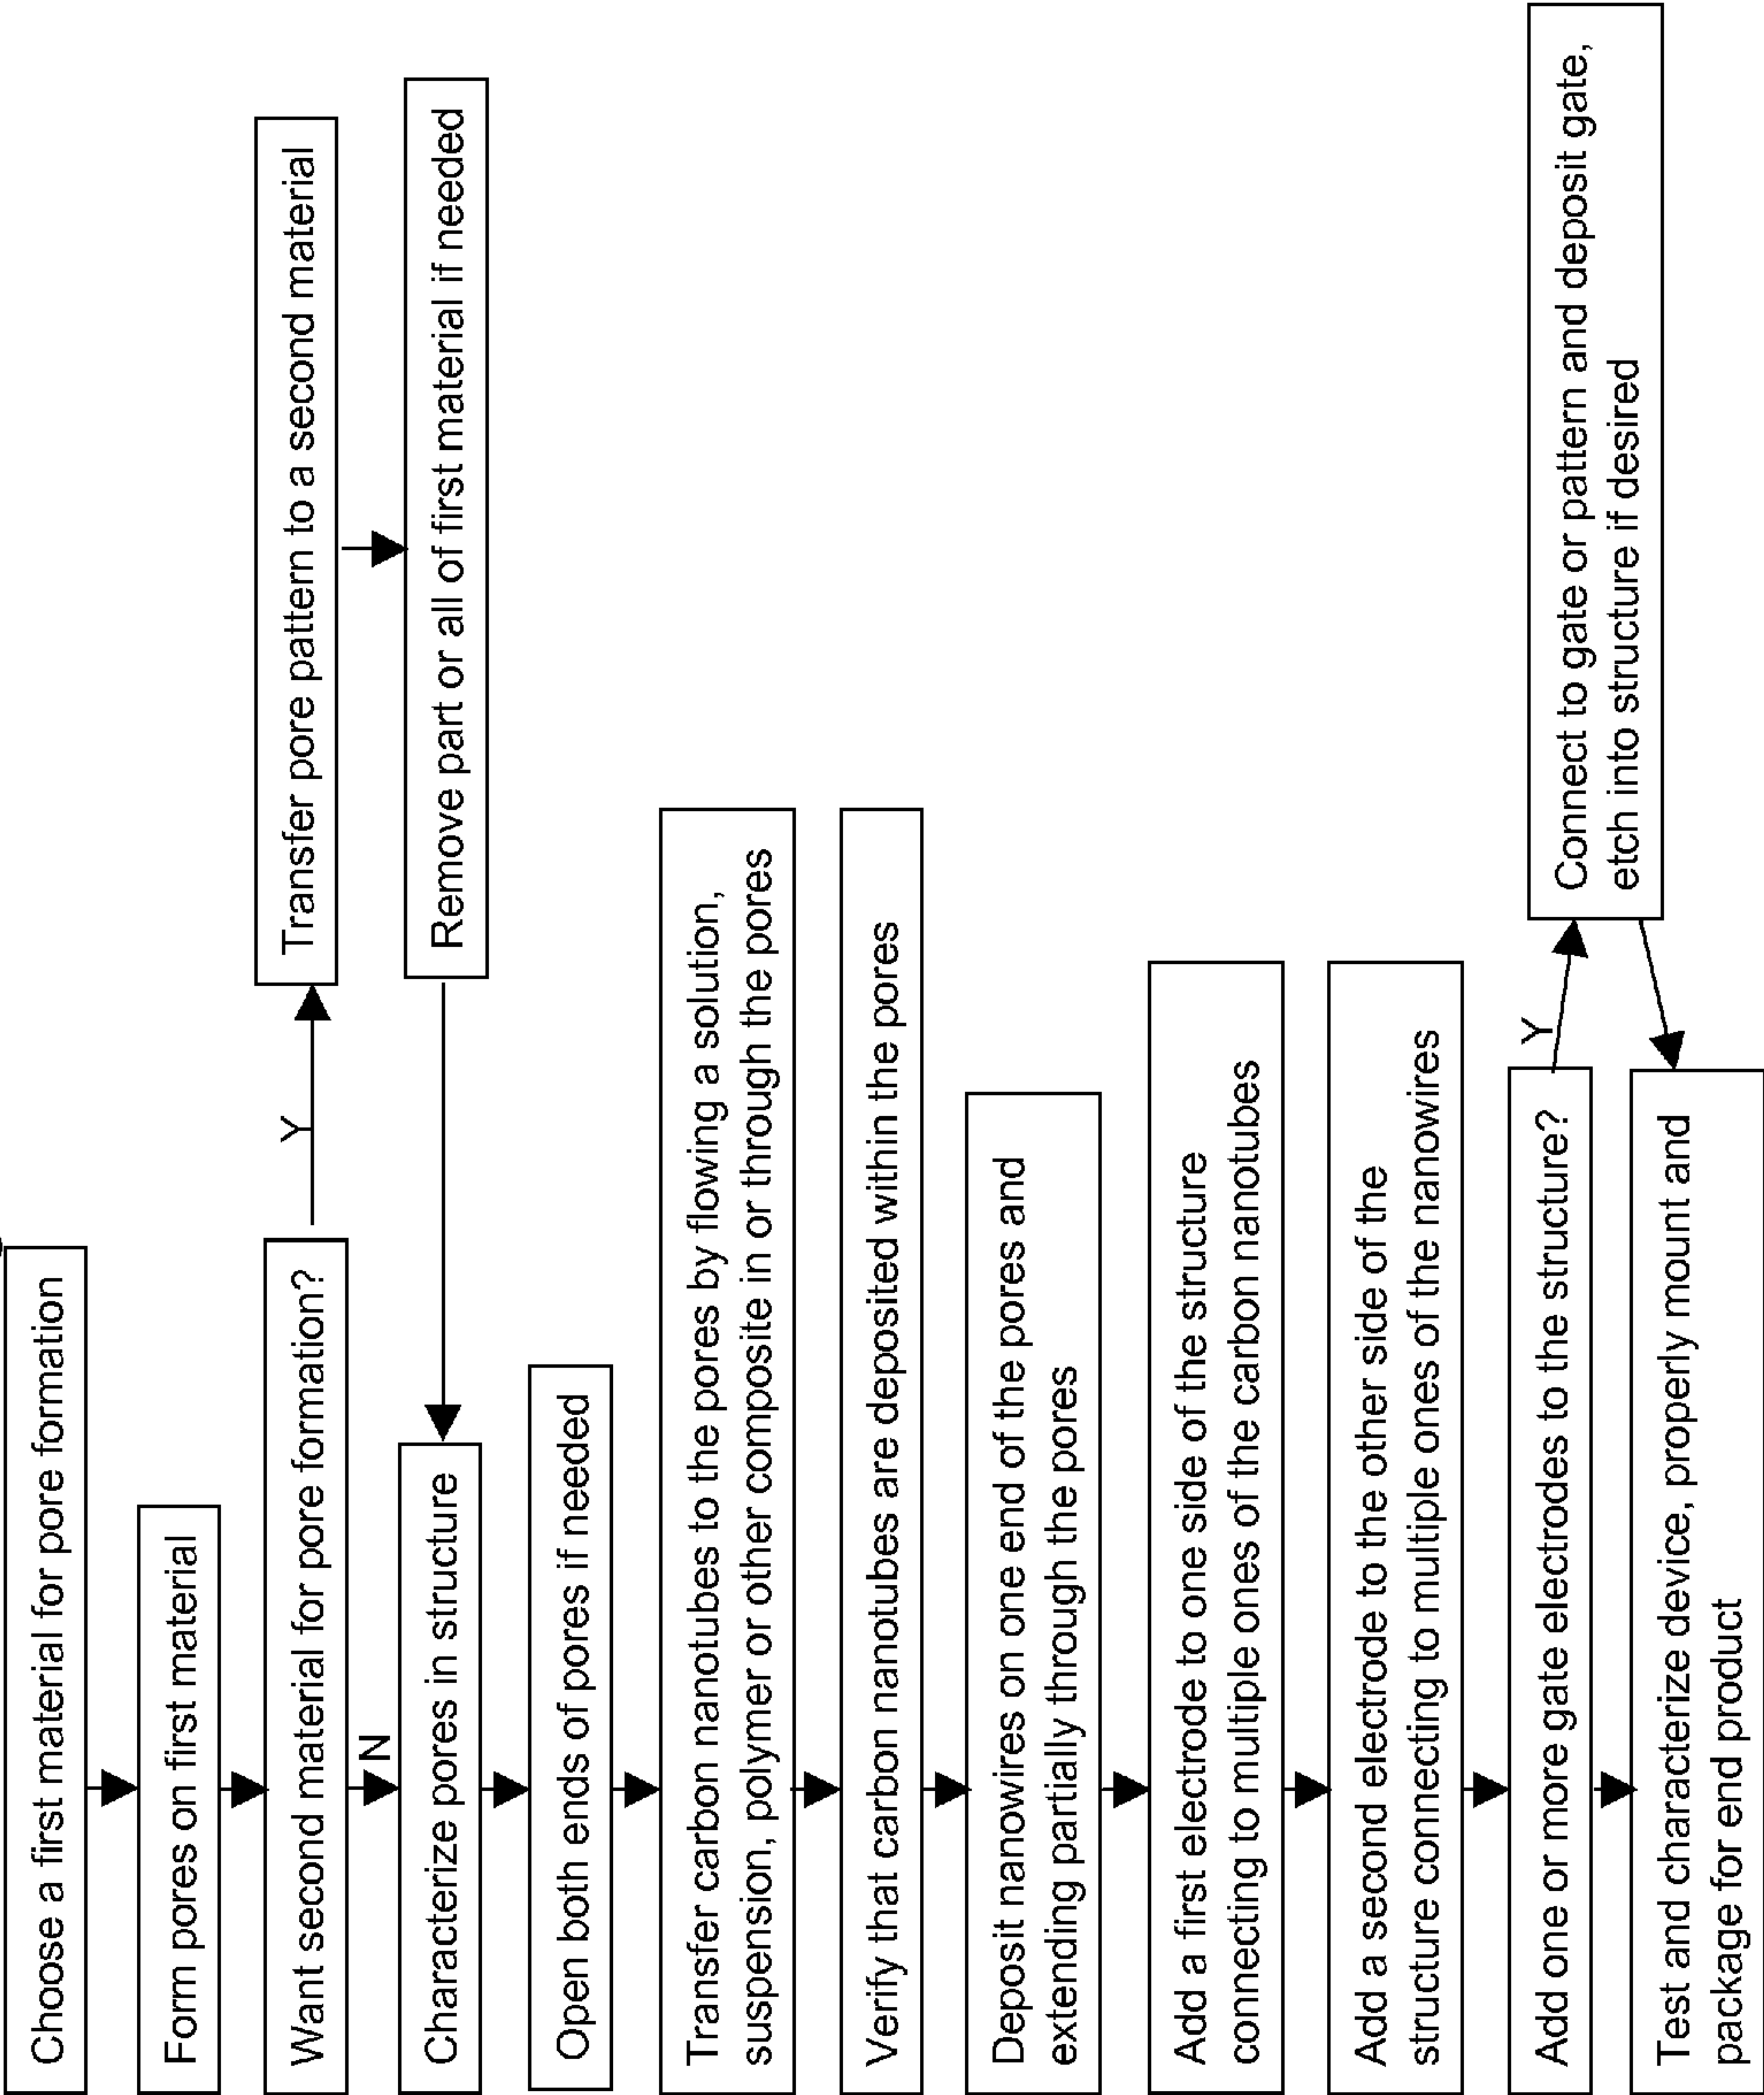 Choose a first material for pore formation
Form pores on first material
Want second material for pore formation?
Y
Transfer pore pattern to a second material
Remove part or all of first material if needed
N
Characterize pores in structure
Open both ends of pores if needed
Transfer carbon nanotubes to the pores by flowing a solution,
suspension, polymer or other composite in or through the pores
Verify that carbon nanotubes are deposited within the pores
Deposit nanowires on one end of the pores and
extending partially through the pores
Add a first electrode to one side of the structure
connecting to multiple ones of the carbon nanotubes
Add a second electrode to the other side of the
structure connecting to multiple ones of the nanowires
Add one or more gate electrodes to the structure?
Y
Connect to gate or pattern and deposit gate,
etch into structure if desired
Test and characterize device, properly mount and
package for end product